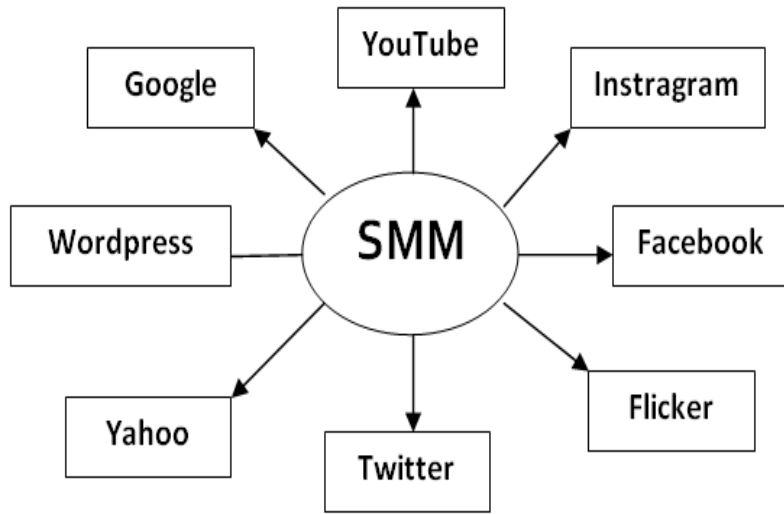 YouTube
Google
Instragram
SMM
Wordpress
Facebook
Yahoo
Flicker
Twitter